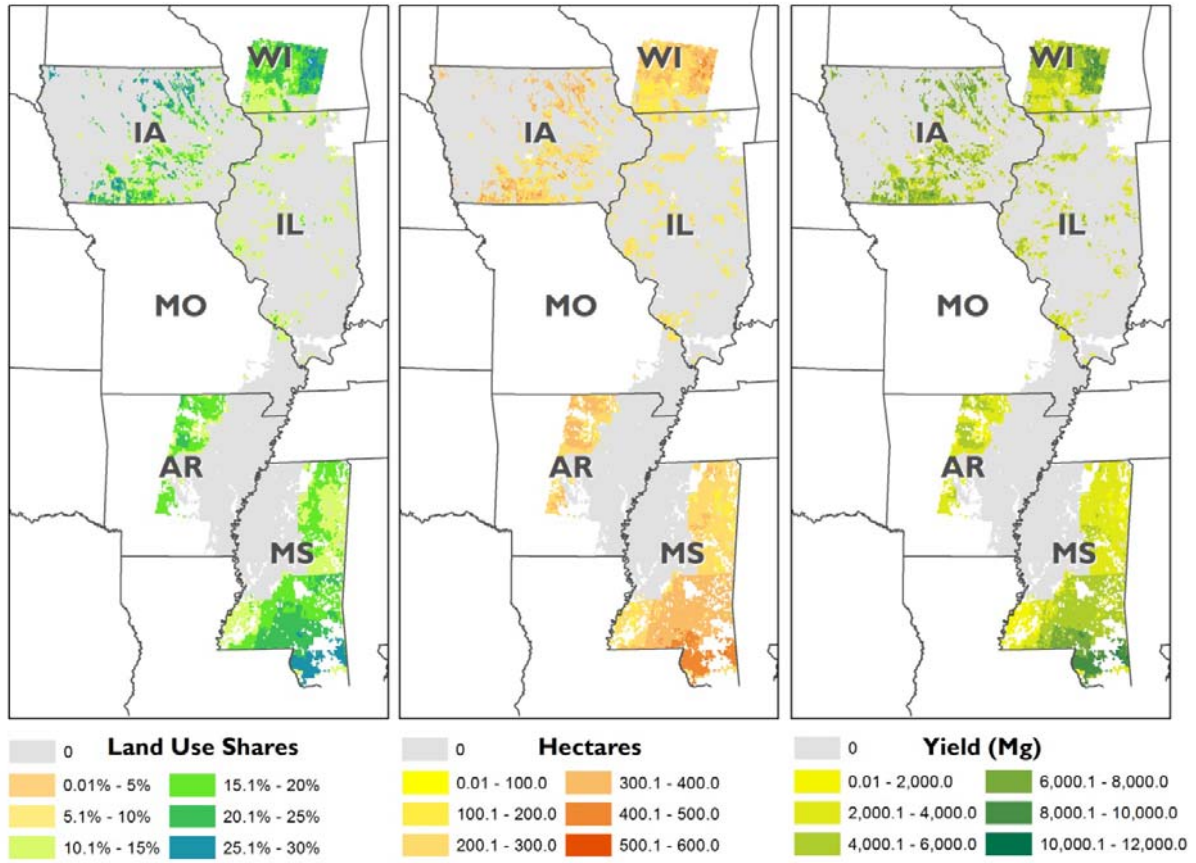 WI
IA
IL
MO
AR
MS
WI
IA
IL
MO
AR
MS
WI
IA
IL
MO
AR
MS
Land Use Shares
0
0.01% - 5%
5.1% - 10%
10.1% - 15%
15.1% - 20%
20.1% - 25%
25.1% - 30%
Hectares
0
0.01 - 100.0
100.1 - 200.0
200.1 - 300.0
300.1 - 400.0
400.1 - 500.0
500.1 - 600.0
Yield (Mg)
0
0.01 - 2,000.0
2,000.1 - 4,000.0
4,000.1 - 6,000.0
6,000.1 - 8,000.0
8,000.1 - 10,000.0
10,000.1 - 12,000.0